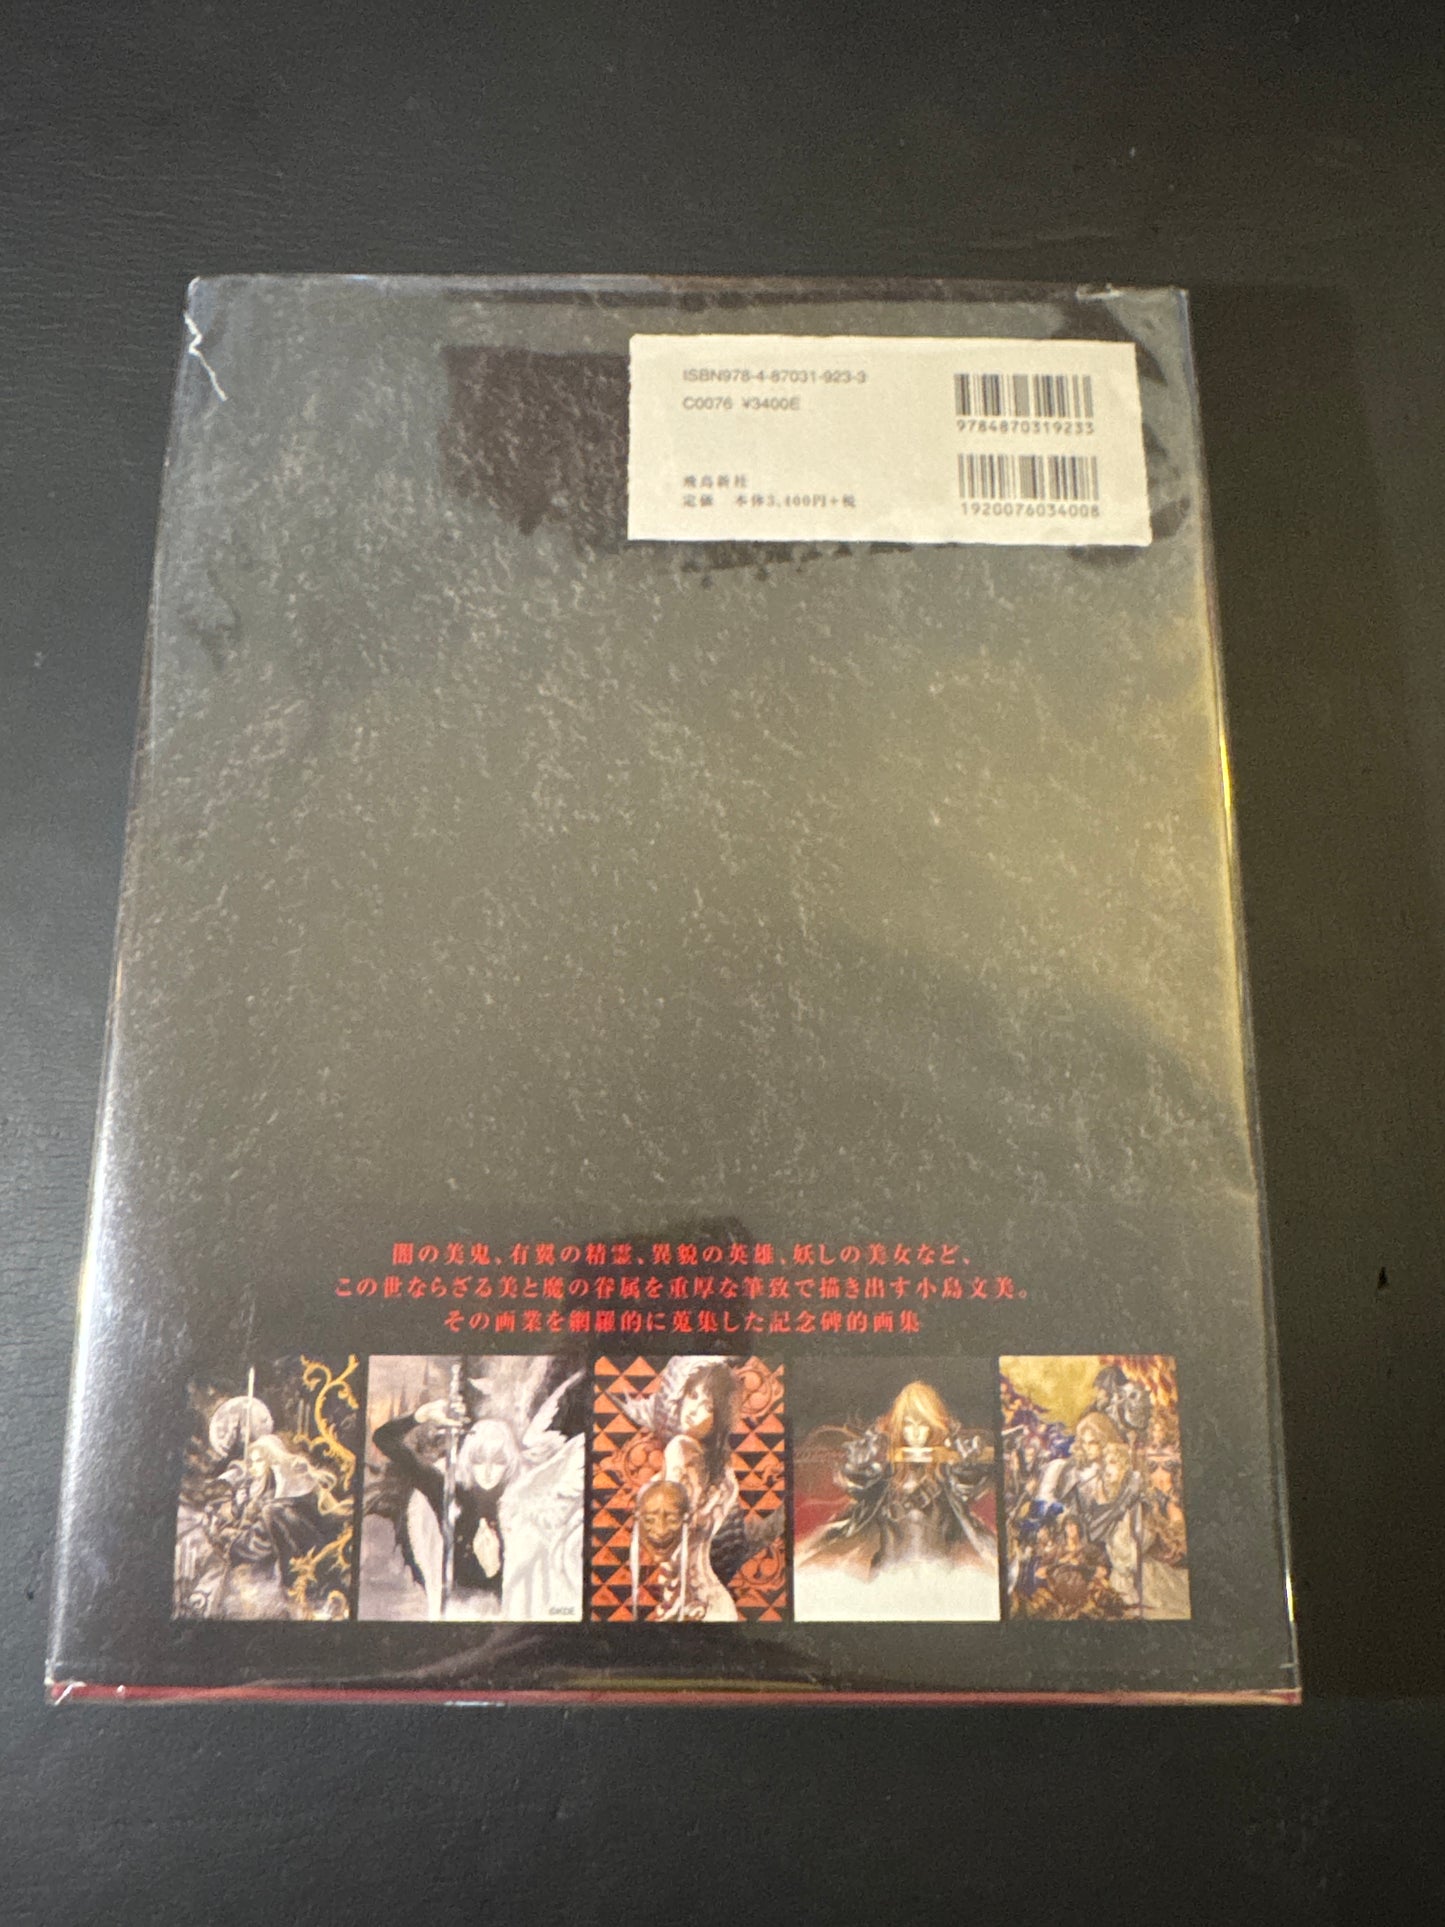 ISBN978-4-87031-923-3
C0076 ¥3400E
9784870319233
飛鳥新社
定価 本体3,400円+税
1920076034008
闇の美鬼、有翼の精霊、異貌の英雄、妖しの美女など、
この世ならざる美と魔の眷属を重厚な筆致で描き出す小島文美。
その画業を網羅的に蒐集した記念碑的画集
©KDE